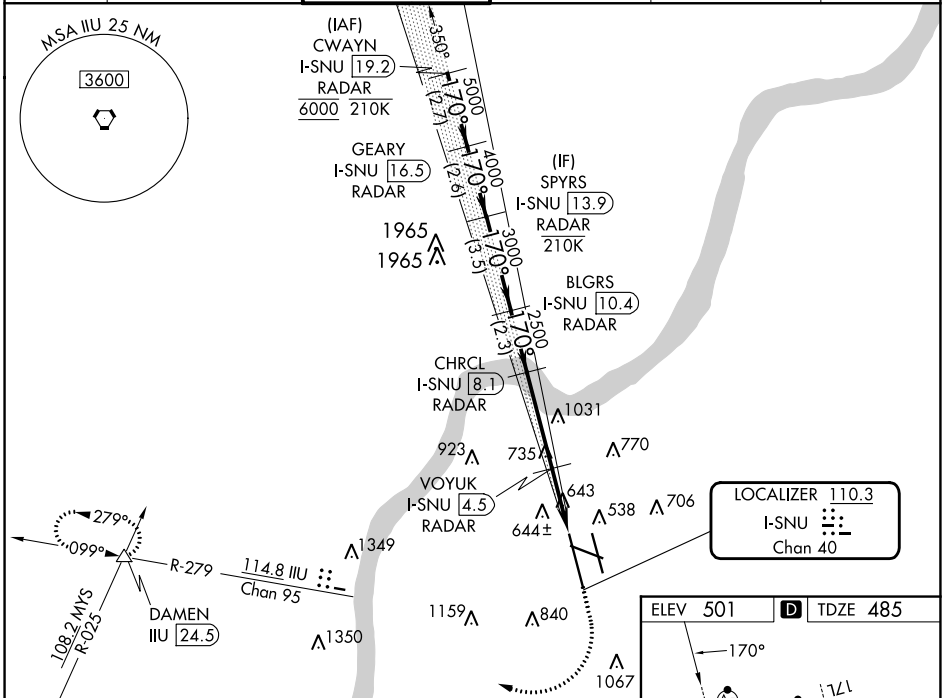 MSA IIU 25 NM
3600
(IAF)
CWAYN
I-SNU 19.2
RADAR
6000 210K
350°
170°
5000
(2.7)
GEARY
I-SNU 16.5
RADAR
170°
4000
(2.6)
(IF)
SPYRS
I-SNU 13.9
RADAR
210K
1965
1965
170°
3000
(3.5)
BLGRS
I-SNU 10.4
RADAR
170°
2500
(2.3)
CHRCL
I-SNU 8.1
RADAR
1031
923
735
770
VOYUK
I-SNU 4.5
RADAR
643
644±
538
706
LOCALIZER 110.3
I-SNU
Chan 40
279°
099°
R-279
114.8 IIU
Chan 95
1349
108.2 MYS
R-025
DAMEN
IIU 24.5
1350
1159
840
1067
ELEV 501 D TDZE 485
170°
17L